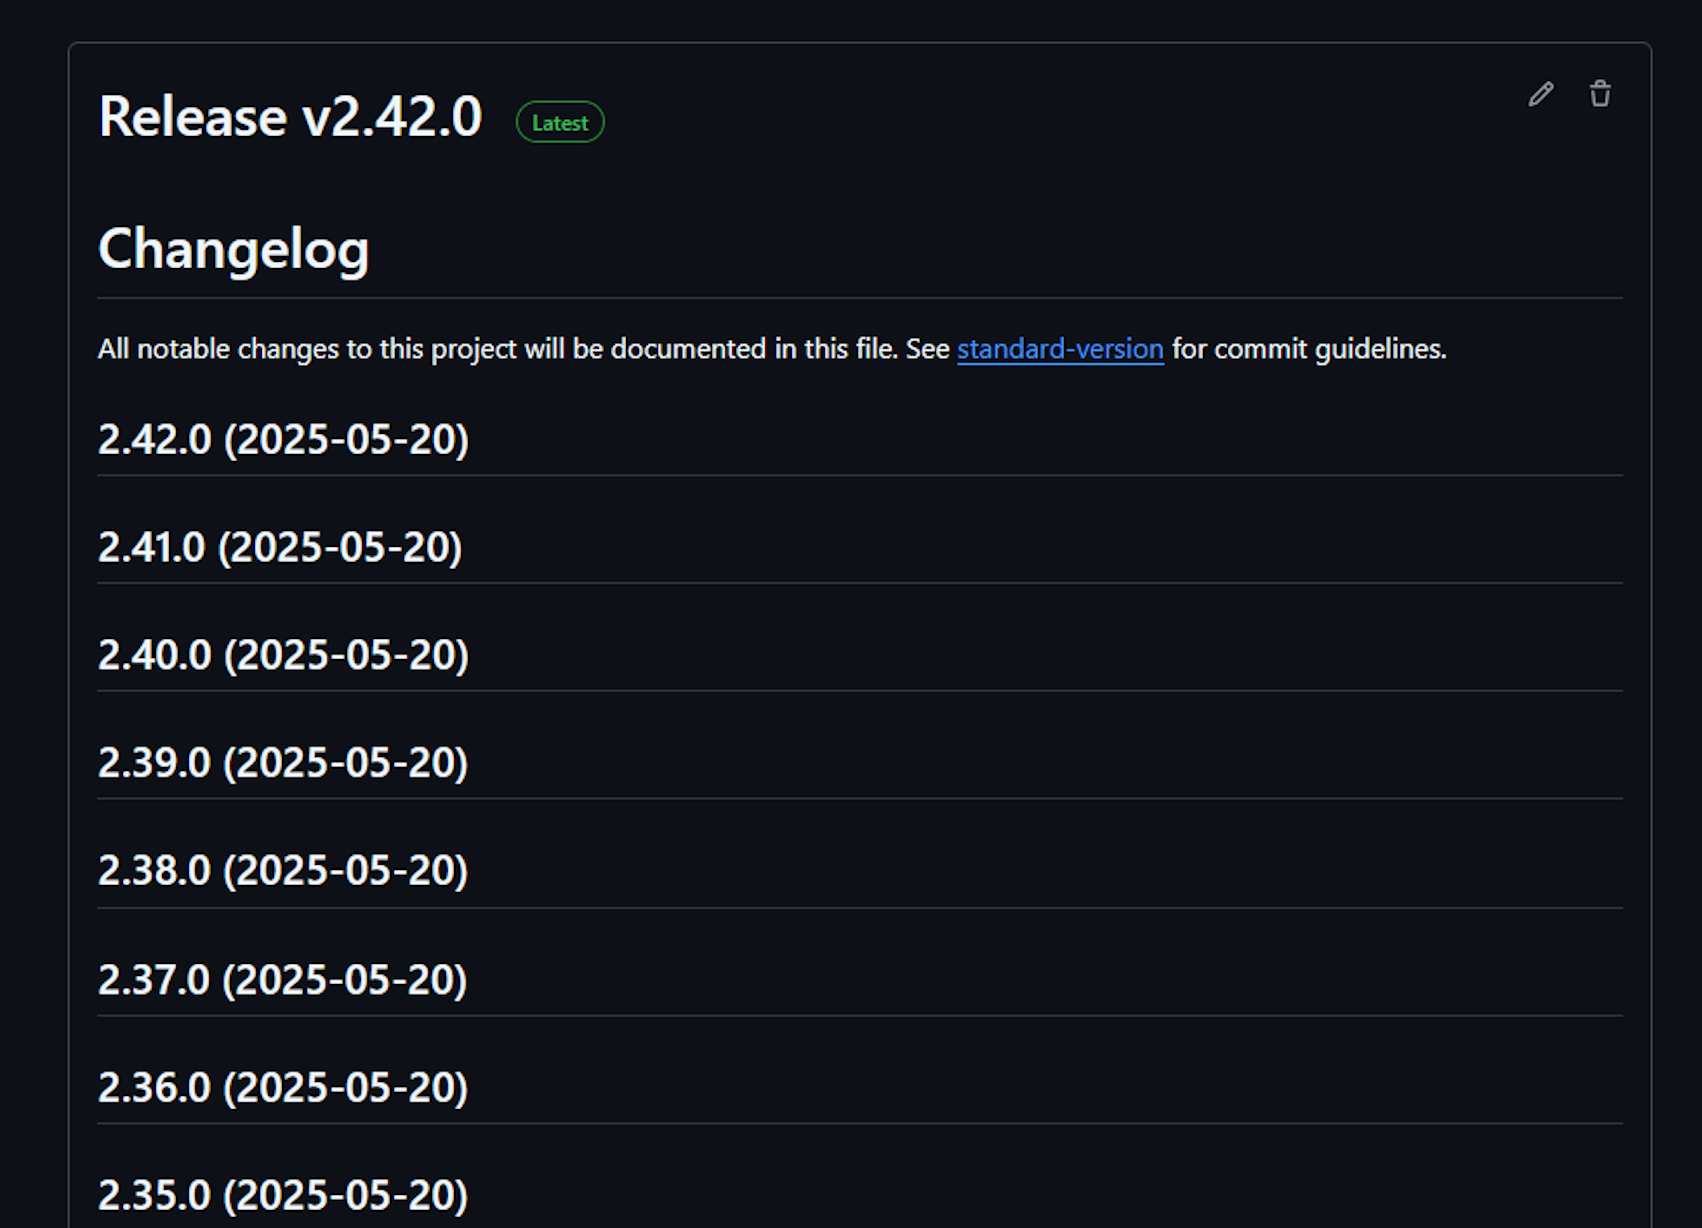 Release v2.42.0 Latest
Changelog
All notable changes to this project will be documented in this file. See standard-version for commit guidelines.
2.42.0 (2025-05-20)
2.41.0 (2025-05-20)
2.40.0 (2025-05-20)
2.39.0 (2025-05-20)
2.38.0 (2025-05-20)
2.37.0 (2025-05-20)
2.36.0 (2025-05-20)
2.35.0 (2025-05-20)